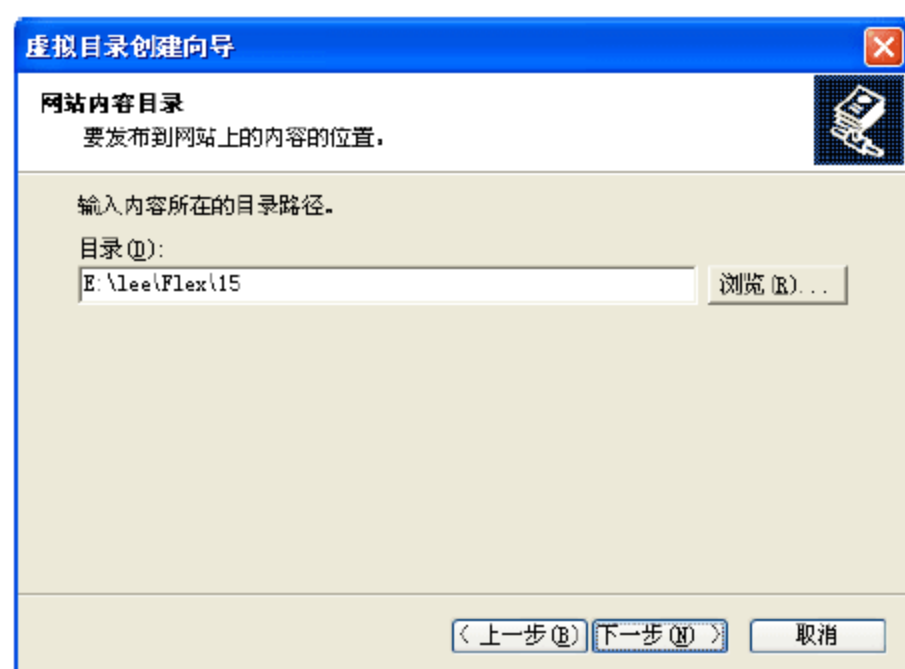 虚拟目录创建向导
网站内容目录
要发布到网站上的内容的位置。
输入内容所在的目录路径。
目录(D):
E:\lee\Flex\15 浏览(R)...
< 上一步(B) 下一步(N) > 取消